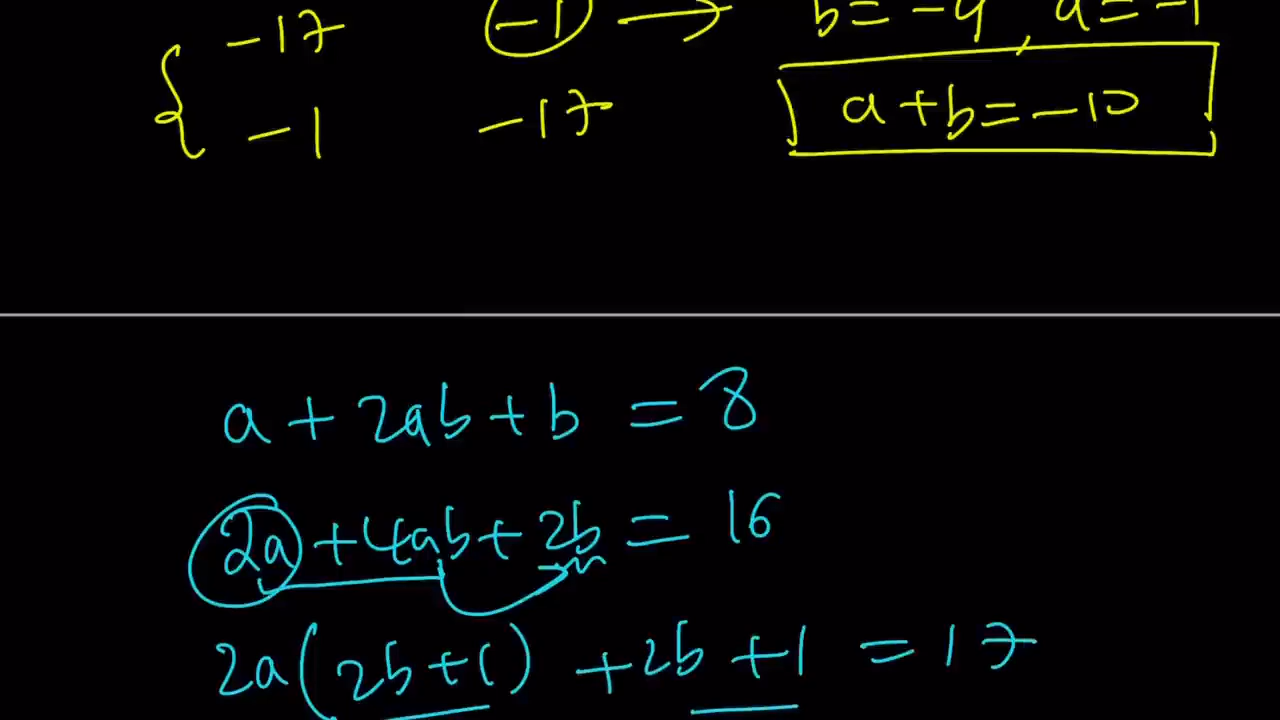 -17 -1 → b = -9, a = -1
-1 -17 a + b = -10
a + 2ab + b = 8
2a + 4ab + 2b = 16
2a(2b+1) + 2b + 1 = 17